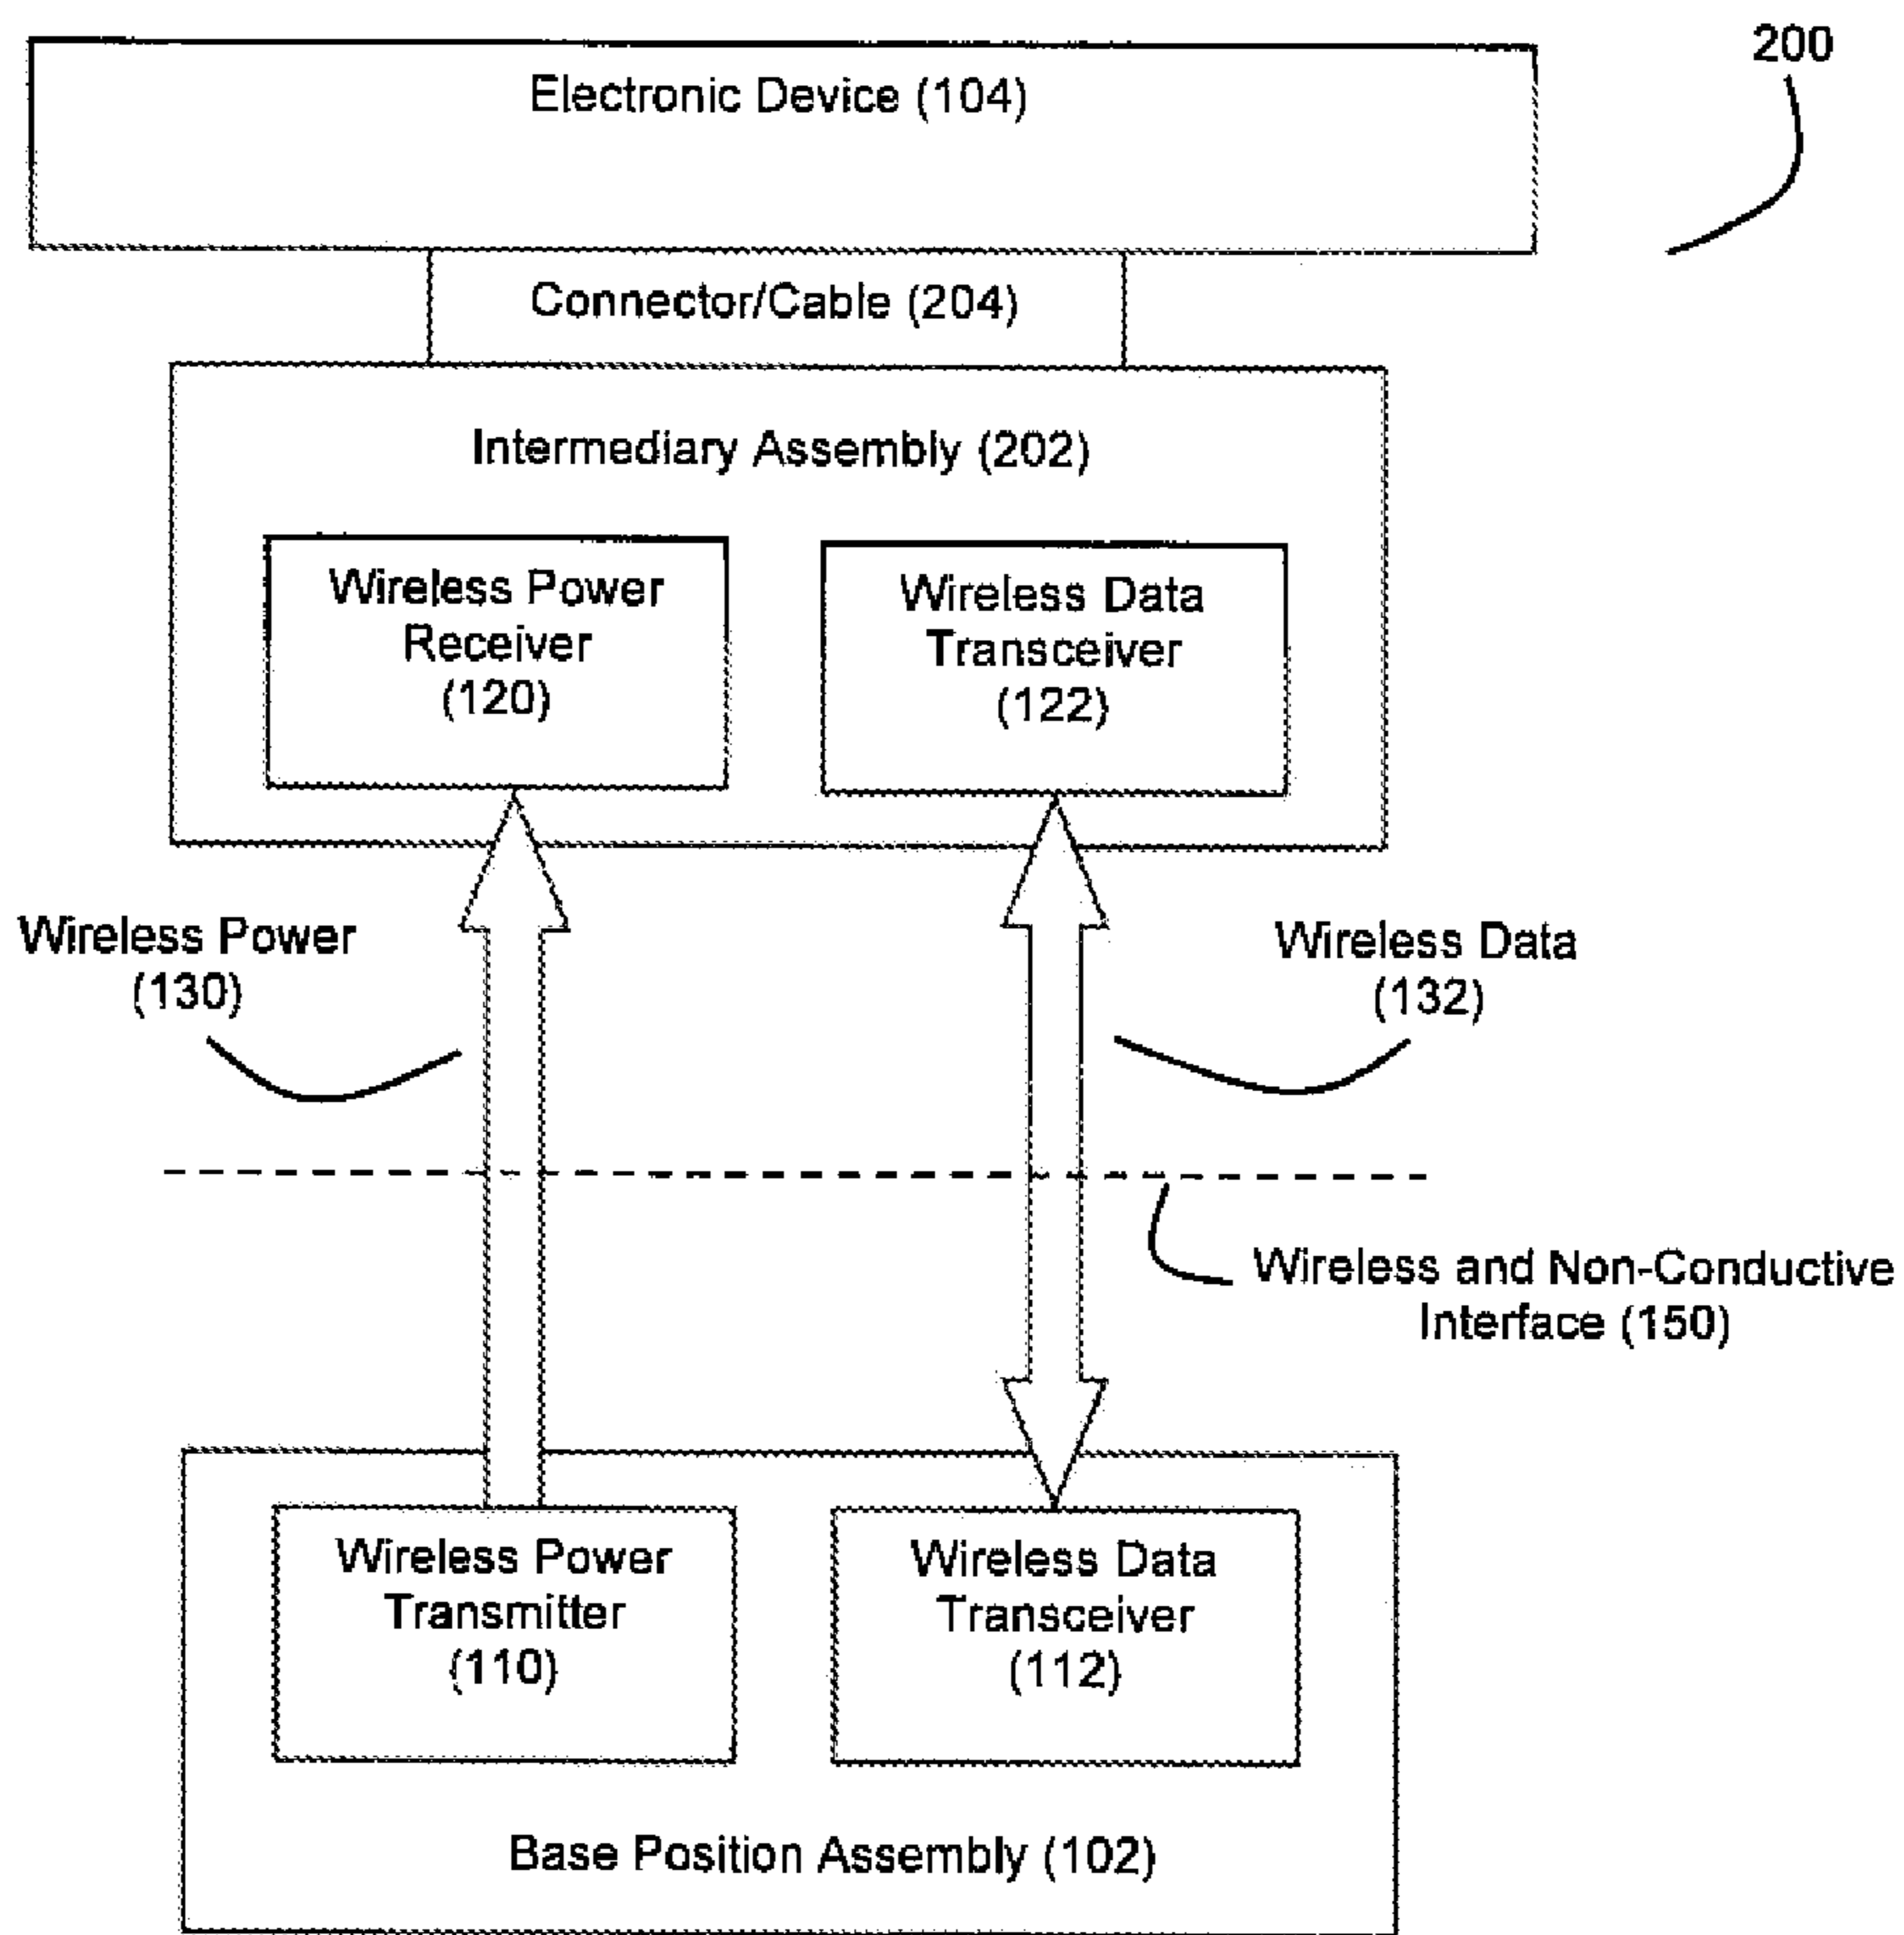 200
Electronic Device (104)
Connector/Cable (204)
Intermediary Assembly (202)
Wireless Power
Receiver
(120)
Wireless Data
Transceiver
(122)
Wireless Power
(130)
Wireless Data
(132)
Wireless and Non-Conductive
Interface (150)
Wireless Power
Transmitter
(110)
Wireless Data
Transceiver
(112)
Base Position Assembly (102)